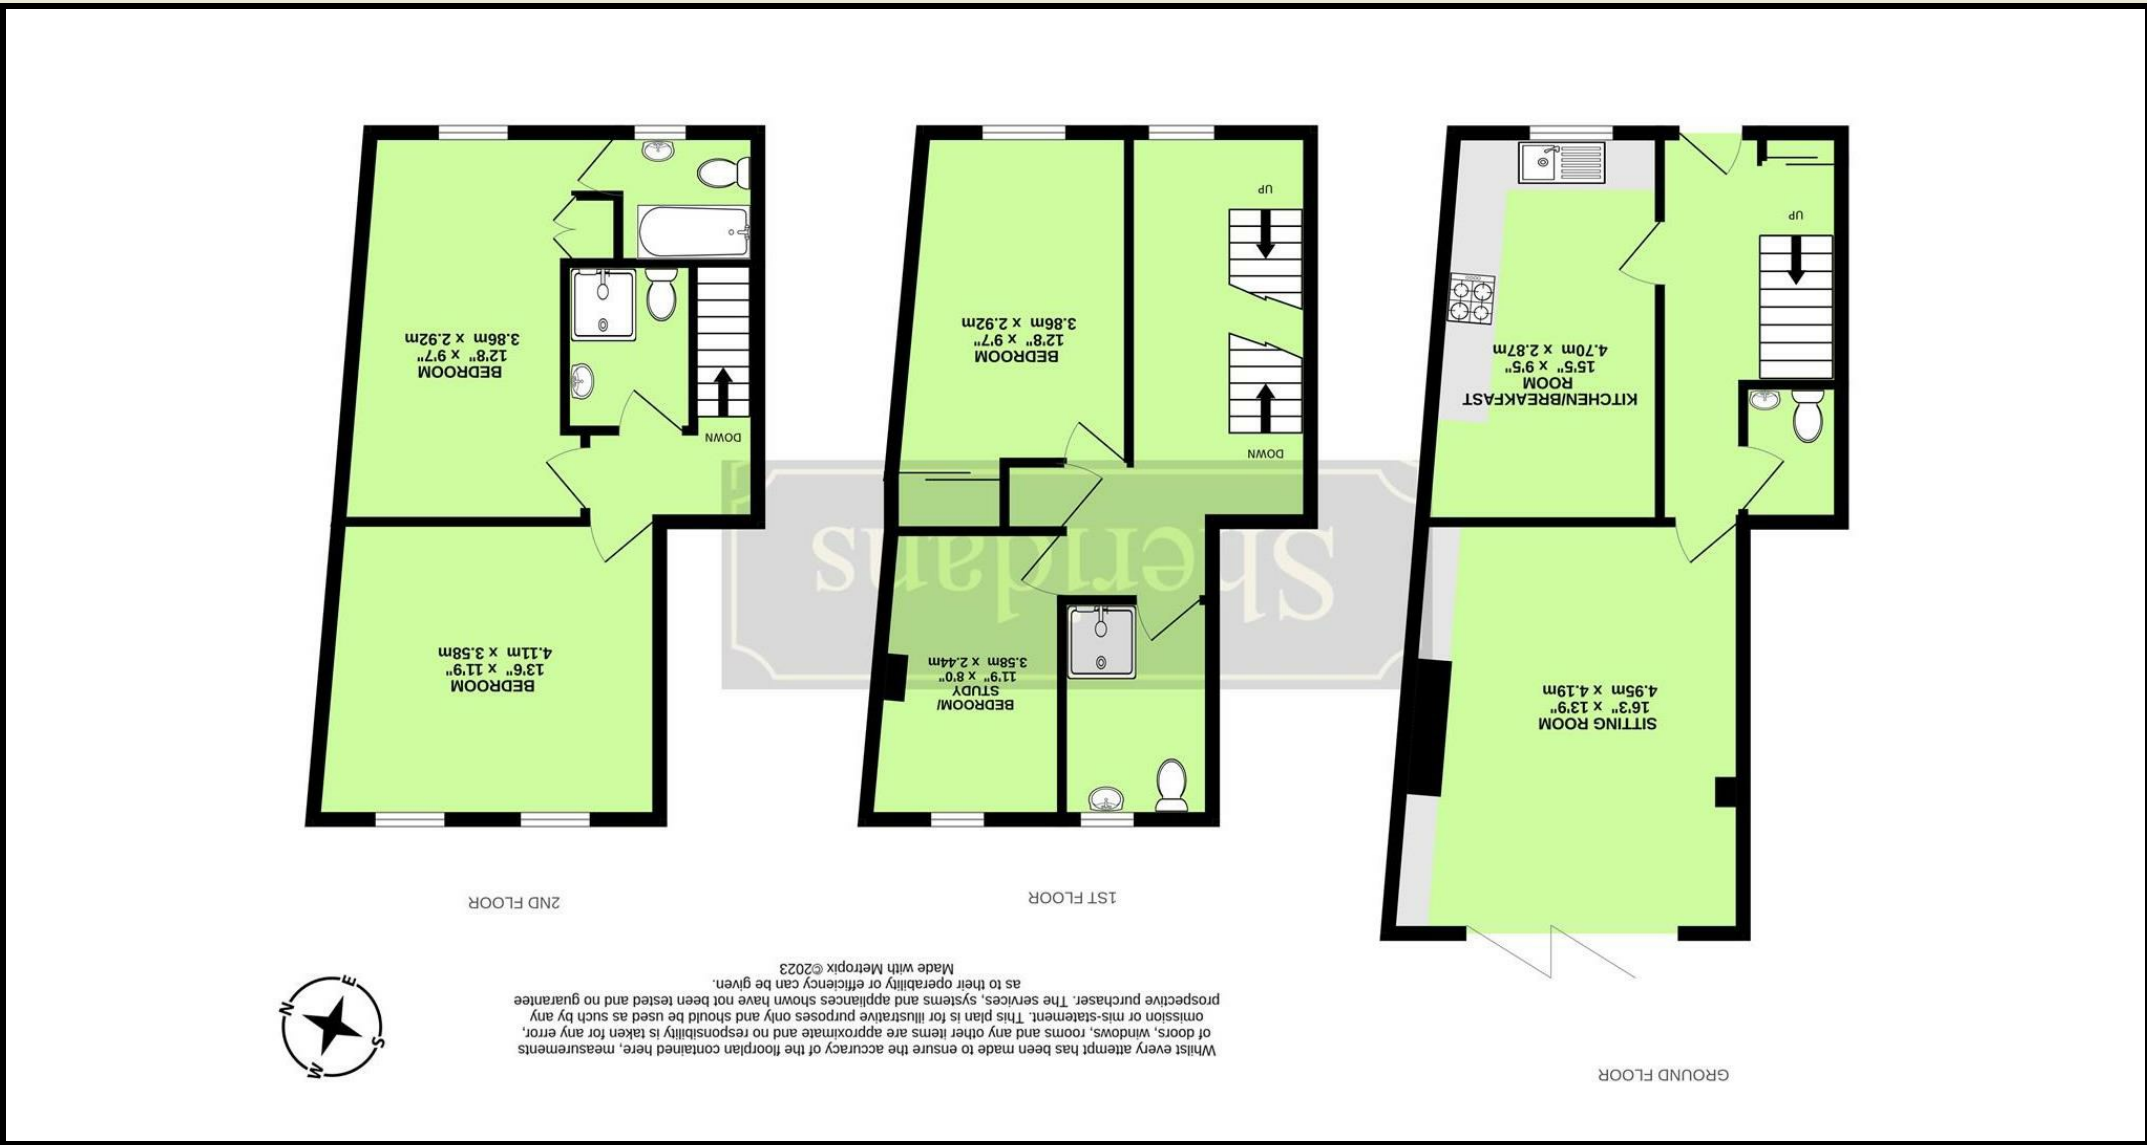 GROUND FLOOR
Whilst every attempt has been made to ensure the accuracy of the floorplan contained here, measurements
of doors, windows, rooms and any other items are approximate and no responsibility is taken for any error,
omission or mis-statement. This plan is for illustrative purposes only and should be used as such by any
prospective purchaser. The services, systems and appliances shown have not been tested and no guarantee
as to their operability or efficiency can be given.
Made with Metropix ©2023
W
S
N
E
SITTING ROOM
16'3" x 13'9"
4.95m x 4.19m
KITCHEN/BREAKFAST
ROOM
15'5" x 9'5"
4.70m x 2.87m
UP
1ST FLOOR
BEDROOM/
STUDY
11'9" x 8'0"
3.58m x 2.44m
Sheridans
DOWN
BEDROOM
12'8" x 9'7"
3.86m x 2.92m
UP
2ND FLOOR
BEDROOM
13'6" x 11'9"
4.11m x 3.58m
DOWN
BEDROOM
12'8" x 9'7"
3.86m x 2.92m